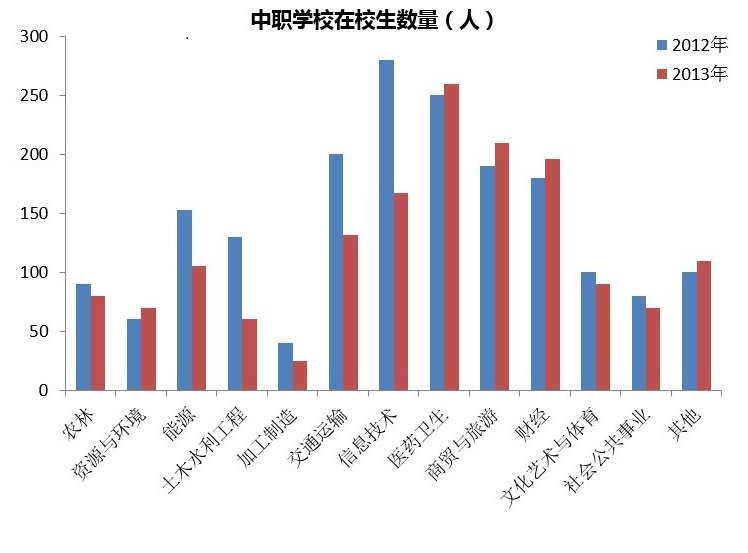 中职学校在校生数量（人）
2012年
2013年
300
250
200
150
100
50
0
农林
资源与环境
能源
土木水利工程
加工制造
交通运输
信息技术
医药卫生
商贸与旅游
财经
文化艺术与体育
社会公共事业
其他